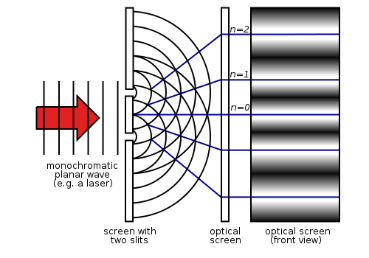 n=2
n=1
n=0
monochromatic
planar wave
(e.g. a laser)
screen with
two slits
optical
screen
optical screen
(front view)